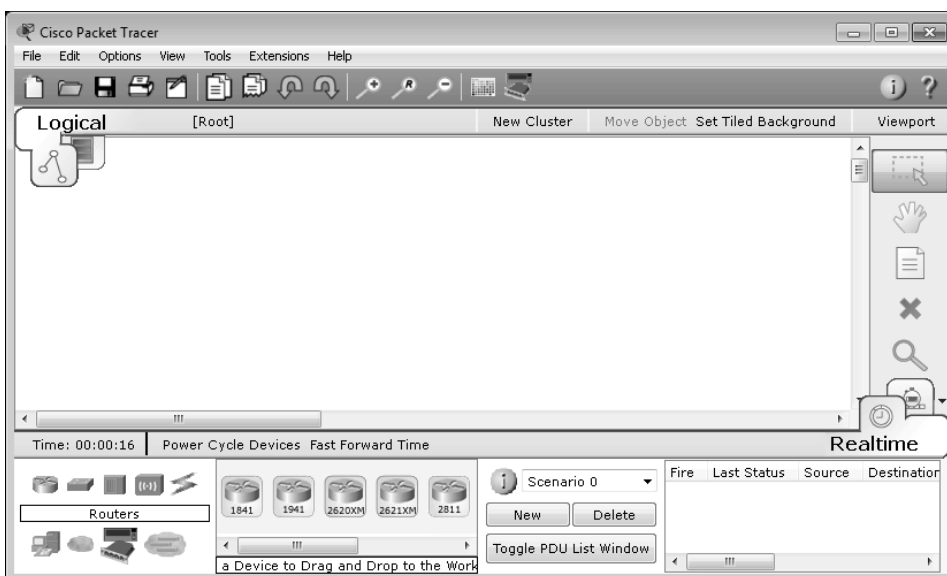 Cisco Packet Tracer
File Edit Options View Tools Extensions Help
Logical [Root] New Cluster Move Object Set Tiled Background Viewport
Time: 00:00:16 Power Cycle Devices Fast Forward Time Realtime
Routers
1841 1941 2620XM 2621XM 2811
a Device to Drag and Drop to the Work
Scenario 0
New Delete
Toggle PDU List Window
Fire Last Status Source Destination